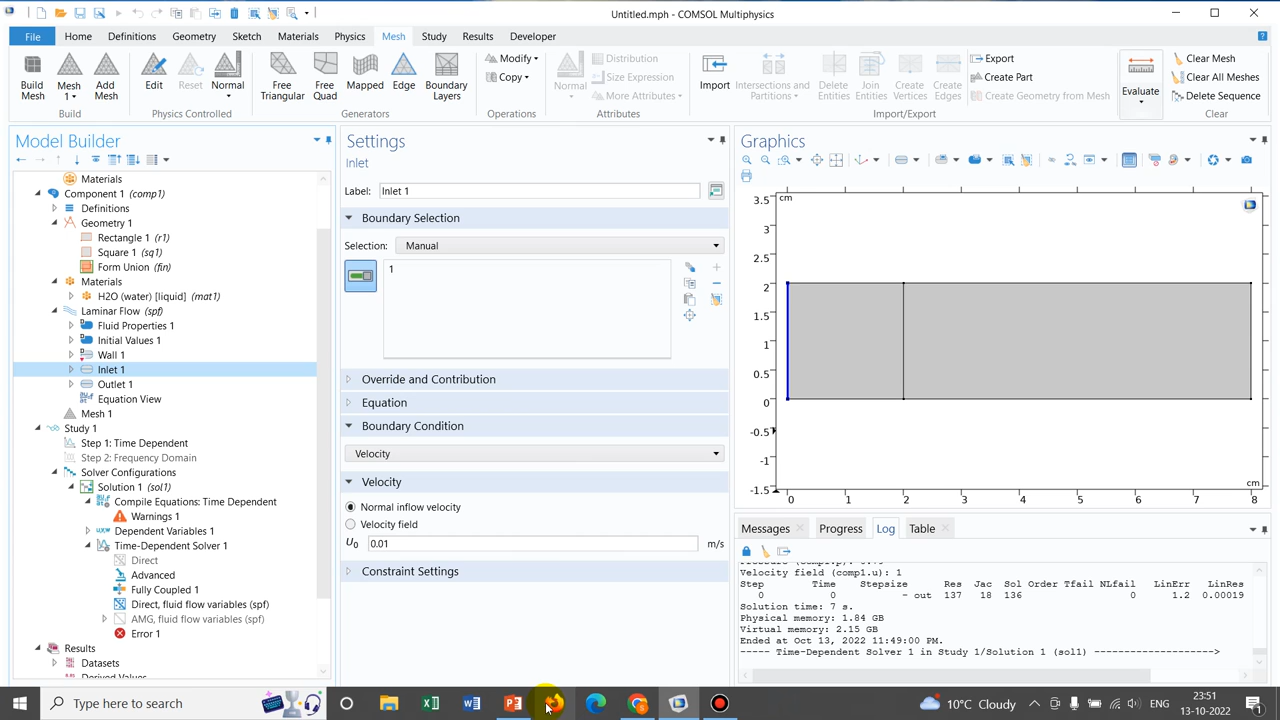 Untitled.mph - COMSOL Multiphysics
File Home Definitions Geometry Sketch Materials Physics Mesh Study Results Developer
Build Mesh
Mesh 1
Add Mesh
Build
Edit
Reset
Normal
Physics Controlled
Free Triangular
Free Quad
Mapped
Edge
Boundary Layers
Generators
Modify
Copy
Operations
Normal
Distribution
Size Expression
More Attributes
Attributes
Import
Intersections and Partitions
Delete Entities
Join Entities
Create Vertices
Create Edges
Export
Create Part
Create Geometry from Mesh
Import/Export
Evaluate
Clear Mesh
Clear All Meshes
Delete Sequence
Clear
Model Builder
Materials
Component 1 (comp1)
Definitions
Geometry 1
Rectangle 1 (r1)
Square 1 (sq1)
Form Union (fin)
Materials
H2O (water) [liquid] (mat1)
Laminar Flow (spf)
Fluid Properties 1
Initial Values 1
Wall 1
Inlet 1
Outlet 1
Equation View
Mesh 1
Study 1
Step 1: Time Dependent
Step 2: Frequency Domain
Solver Configurations
Solution 1 (sol1)
Compile Equations: Time Dependent
Warnings 1
Dependent Variables 1
Time-Dependent Solver 1
Direct
Advanced
Fully Coupled 1
Direct, fluid flow variables (spf)
AMG, fluid flow variables (spf)
Error 1
Results
Datasets
Settings
Inlet
Label: Inlet 1
Boundary Selection
Selection: Manual
1
Override and Contribution
Equation
Boundary Condition
Velocity
Velocity
Normal inflow velocity
Velocity field
U0 0.01 m/s
Constraint Settings
Graphics
cm
3.5
3
2.5
2
1.5
1
0.5
0
-0.5
-1
-1.5
0 1 2 3 4 5 6 7 8
cm
Messages Progress Log Table
Velocity field (comp1.u): 1
Step Time Stepsize Res Jac Sol Order Tfail NLfail LinErr LinRes
0 0 - out 137 18 136 0 1.2 0.00019
Solution time: 7 s.
Physical memory: 1.84 GB
Virtual memory: 2.15 GB
Ended at Oct 13, 2022 11:49:00 PM.
----- Time-Dependent Solver 1 in Study 1/Solution 1 (sol1) -------------------->
Type here to search
10°C Cloudy
ENG
23:51
13-10-2022
1